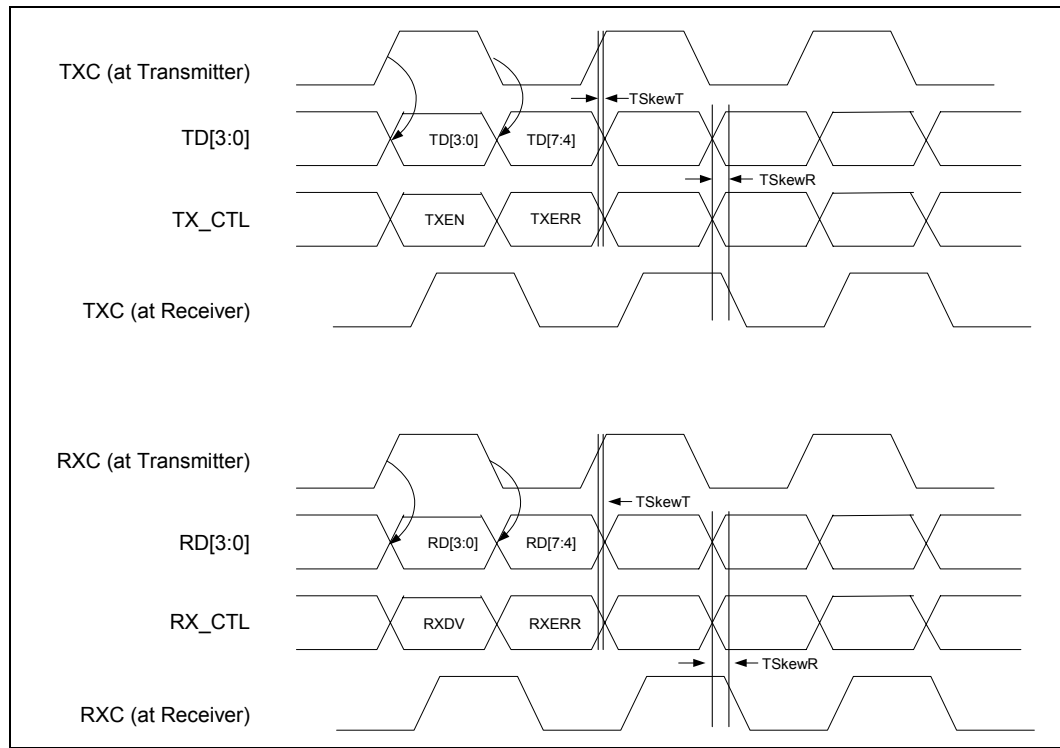 TXC (at Transmitter)
TSkewT
TD[3:0]
TD[3:0]
TD[7:4]
TSkewR
TX_CTL
TXEN
TXERR
TXC (at Receiver)
RXC (at Transmitter)
TSkewT
RD[3:0]
RD[3:0]
RD[7:4]
RX_CTL
RXDV
RXERR
TSkewR
RXC (at Receiver)